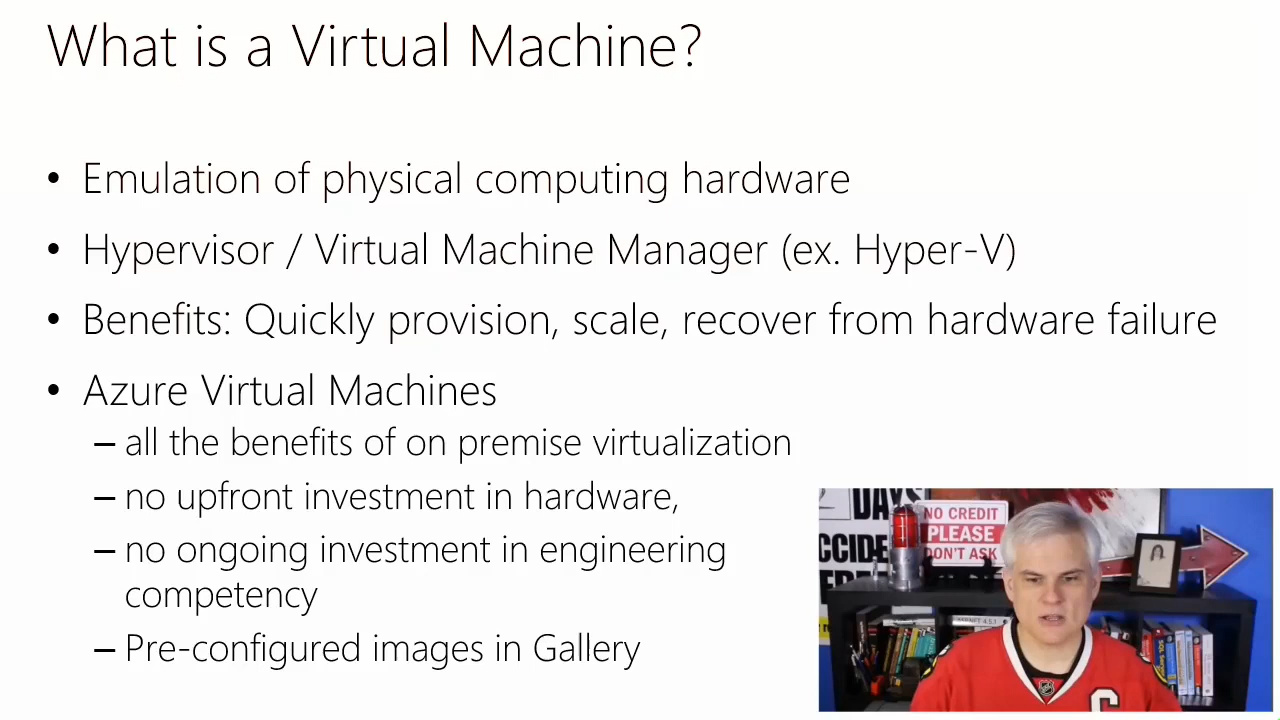 What is a Virtual Machine?
• Emulation of physical computing hardware
• Hypervisor / Virtual Machine Manager (ex. Hyper-V)
• Benefits: Quickly provision, scale, recover from hardware failure
• Azure Virtual Machines
– all the benefits of on premise virtualization
– no upfront investment in hardware,
– no ongoing investment in engineering
competency
– Pre-configured images in Gallery
DAYS
NO CREDIT
PLEASE
DON'T ASK
C